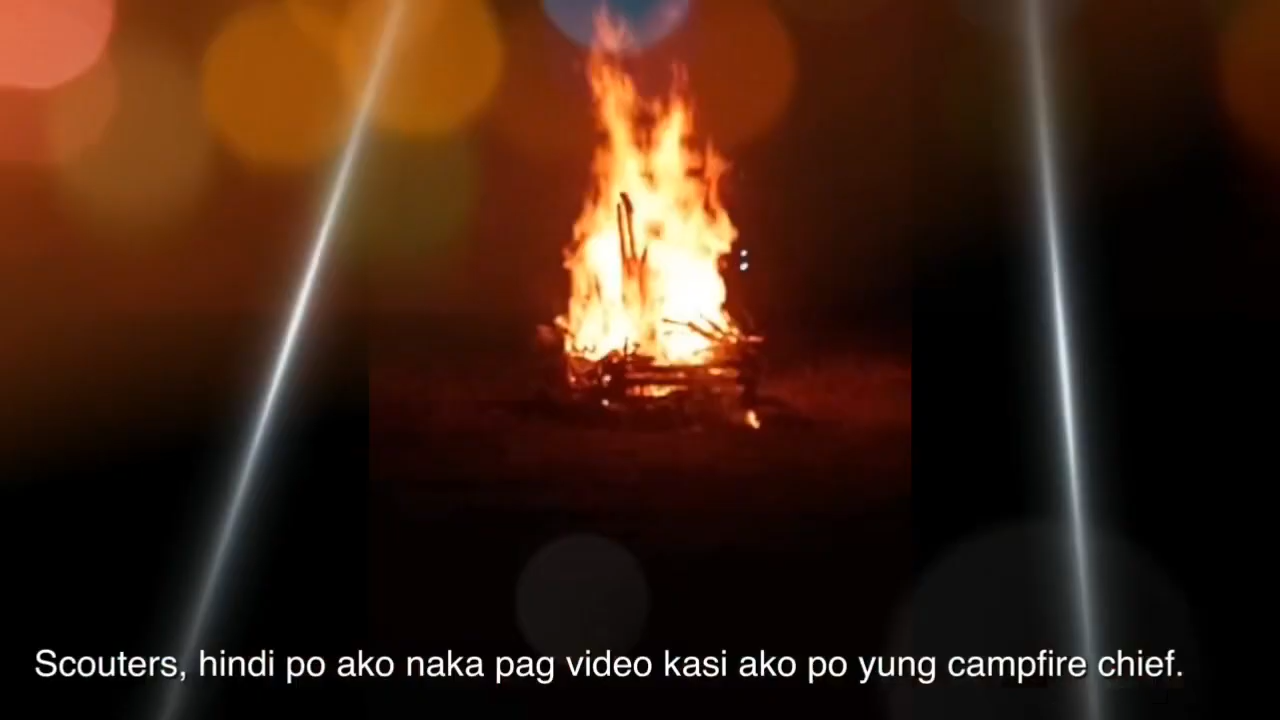 Scouters, hindi po ako naka pag video kasi ako po yung campfire chief.